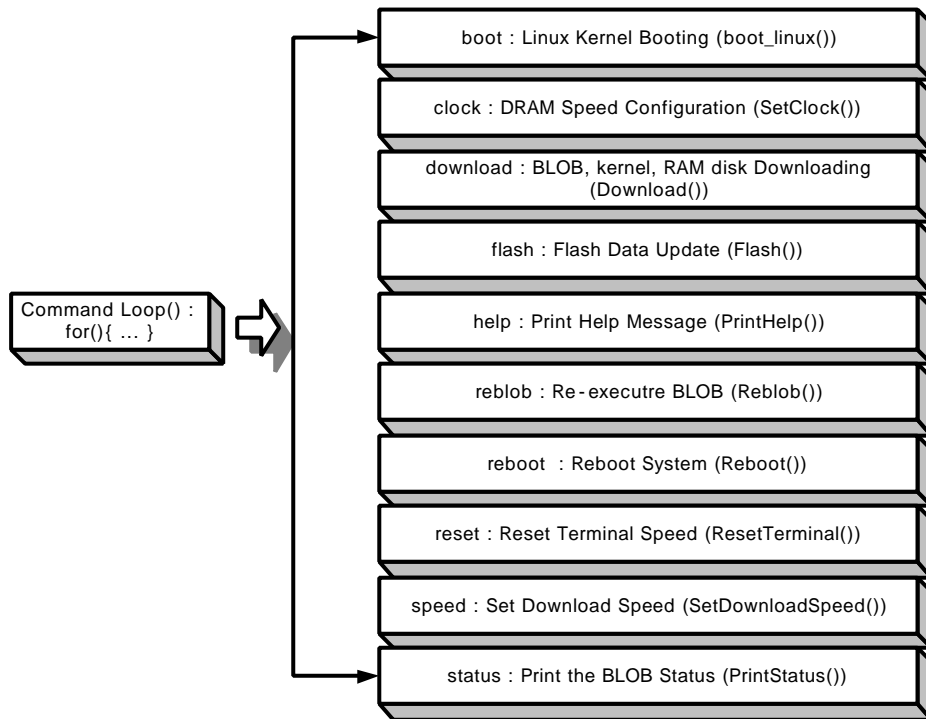 boot : Linux Kernel Booting (boot_linux())
clock : DRAM Speed Configuration (SetClock()
download : BLOB, kernel, RAM disk Downloading
(Download())
flash : Flash Data Update (Flash())
Command Loop() :
for(){ ... }
help : Print Help Message (PrintHelp())
reblob : Re-executre BLOB (Reblob())
reboot : Reboot System (Reboot())
reset : Reset Terminal Speed (ResetTerminal())
speed : Set Download Speed (SetDownloadSpeed())
status : Print the BLOB Status (PrintStatus())